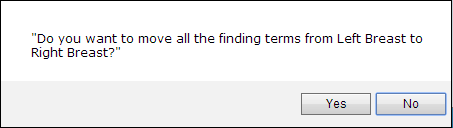 "Do you want to move all the finding terms from Left Breast to
Right Breast?"
Yes No